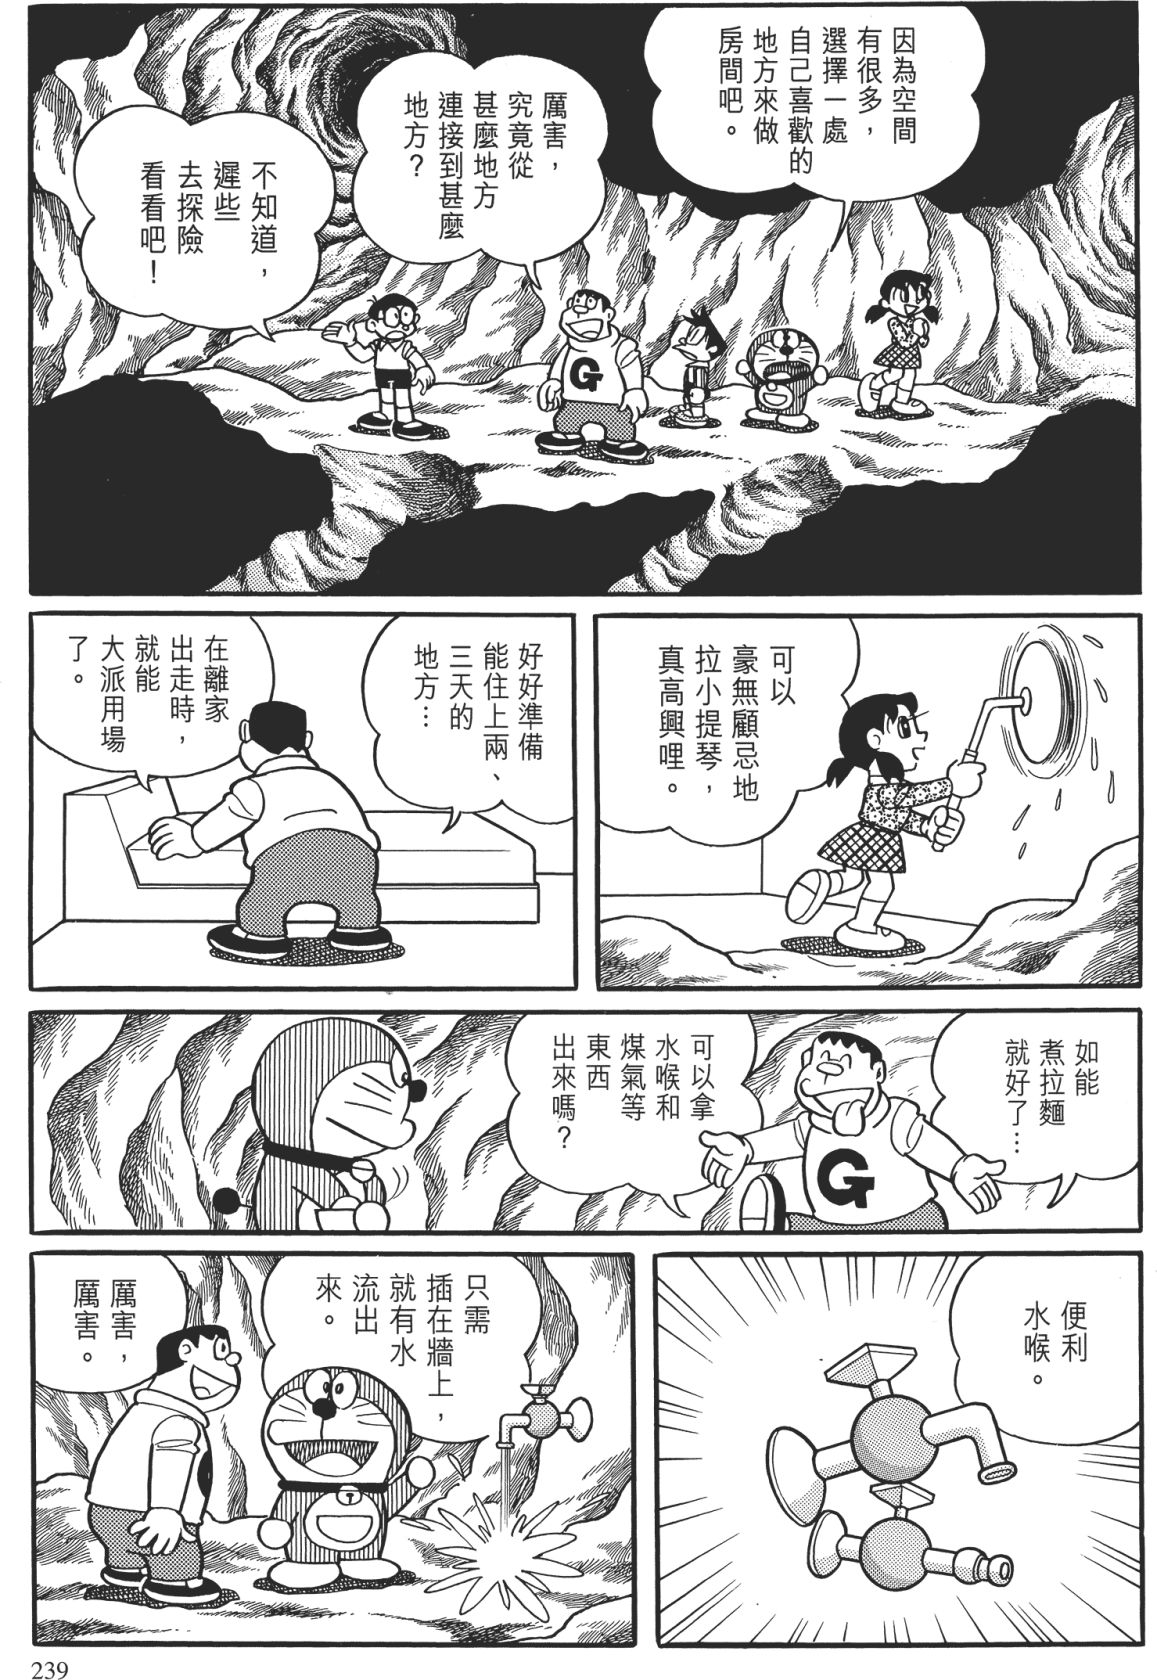 因為空間
有很多，
選擇一處
自己喜歡的
地方來做
房間吧。
厲害，
究竟從
甚麼地方
連接到甚麼
地方？
不知道，
遲些
去探險
看看吧！
G
可以
豪無顧忌地
拉小提琴，
真高興哩。
好好準備
能住上兩、
三天的
地方…
在離家
出走時，
就能
大派用場
了。
如能
煮拉麵
就好了…
可以拿
水喉和
煤氣等
東西
出來嗎？
G
便利
水喉。
只需
插在牆上，
就有水
流出
來。
厲害，
厲害。
239